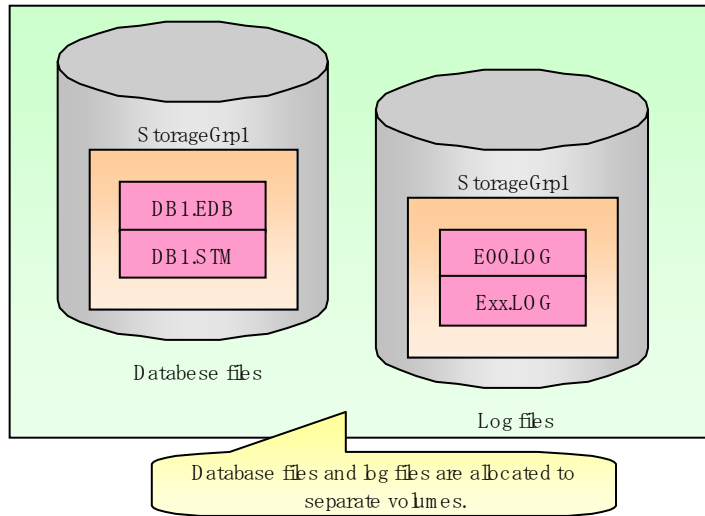 StorageGrp1
DB1.EDB
DB1.STM
Databese files
StorageGrp1
E00.LOG
Exx.LOG
Log files
Database files and log files are allocated to
separate volumes.